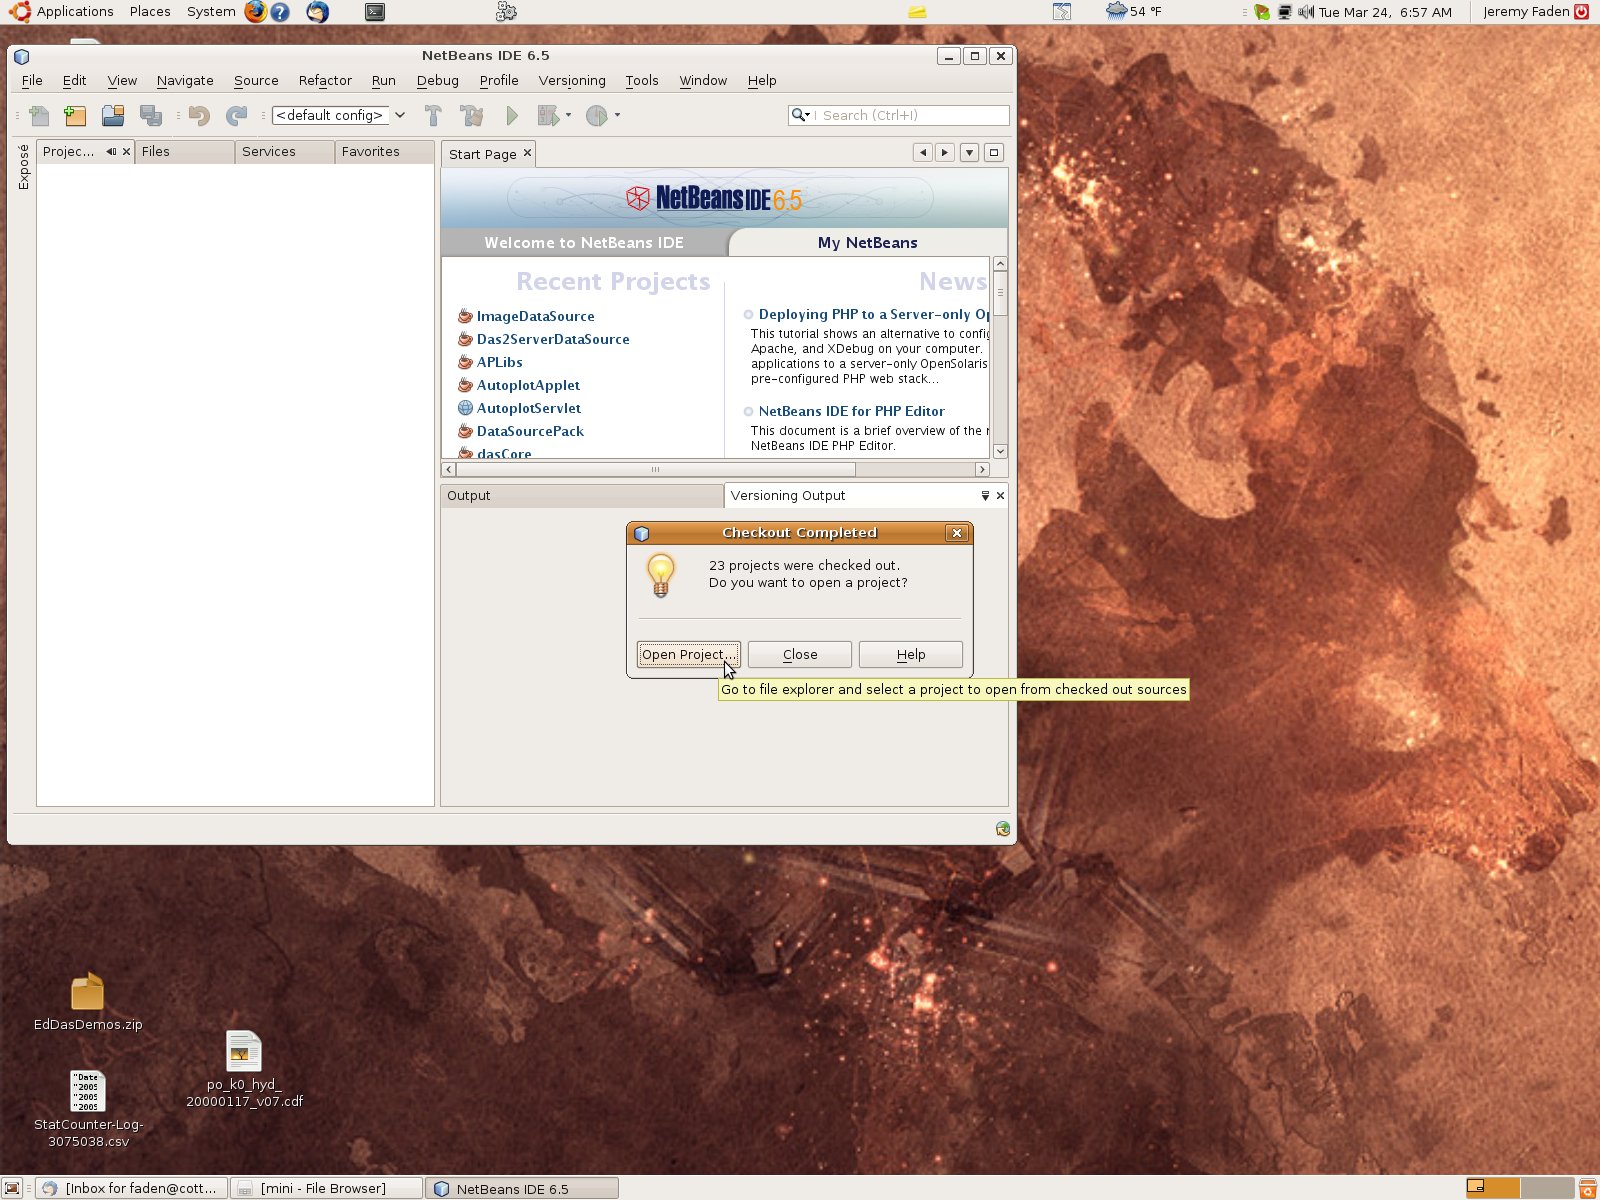 Applications Places System
54 °F
Tue Mar 24, 6:57 AM
Jeremy Faden
NetBeans IDE 6.5
File Edit View Navigate Source Refactor Run Debug Profile Versioning Tools Window Help
<default config>
Search (Ctrl+I)
Exposé
Projec...
Files
Services
Favorites
Start Page
NetBeans IDE 6.5
Welcome to NetBeans IDE
My NetBeans
Recent Projects
ImageDataSource
Das2ServerDataSource
APLibs
AutoplotApplet
AutoplotServlet
DataSourcePack
dasCore
News
Deploying PHP to a Server-only Op
This tutorial shows an alternative to config
Apache, and XDebug on your computer.
applications to a server-only OpenSolaris
pre-configured PHP web stack...
NetBeans IDE for PHP Editor
This document is a brief overview of the r
NetBeans IDE PHP Editor.
Output
Versioning Output
Checkout Completed
23 projects were checked out.
Do you want to open a project?
Open Project...
Close
Help
Go to file explorer and select a project to open from checked out sources
EdDasDemos.zip
po_k0_hyd_
20000117_v07.cdf
"Date
"2005
"2005
"2005
StatCounter-Log-
3075038.csv
[Inbox for faden@cott...
[mini - File Browser]
NetBeans IDE 6.5